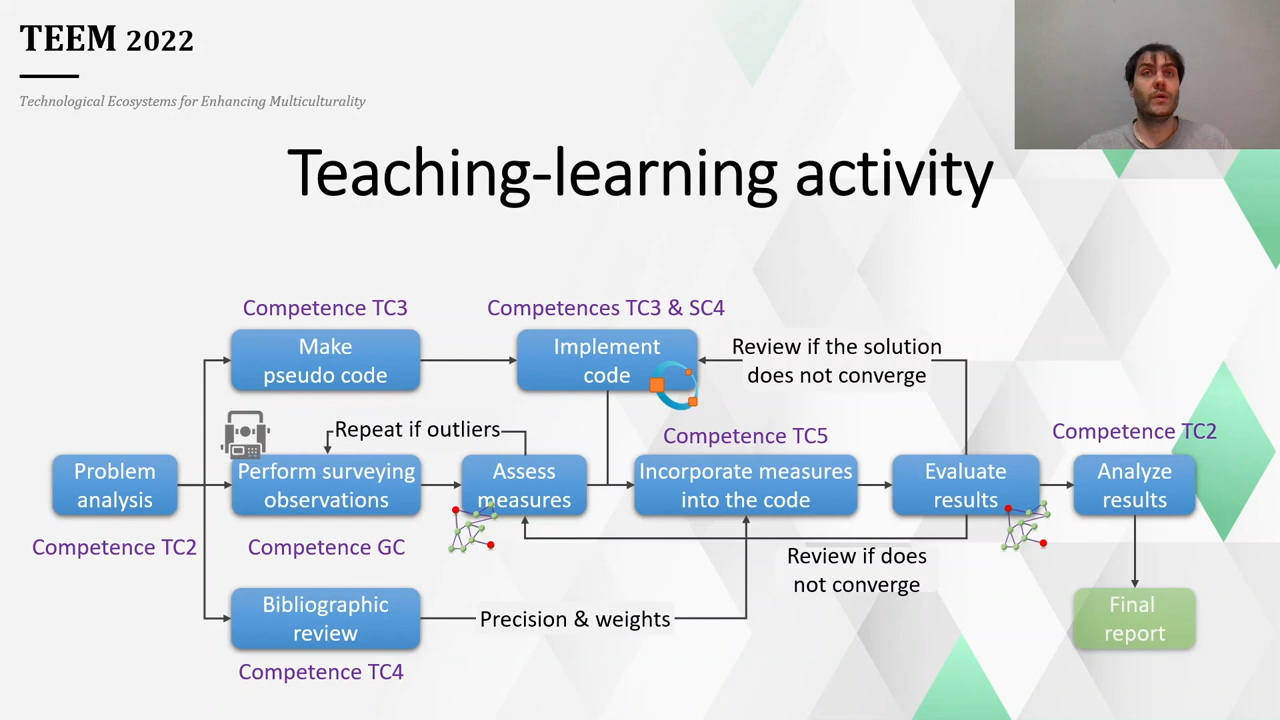 TEEM 2022
Technological Ecosystems for Enhancing Multiculturality
Teaching-learning activity
Competence TC3
Competences TC3 & SC4
Make
pseudo code
Implement
code
Review if the solution
does not converge
Repeat if outliers
Competence TC5
Competence TC2
Problem
analysis
Perform surveying
observations
Assess
measures
Incorporate measures
into the code
Evaluate
results
Analyze
results
Competence TC2
Competence GC
Review if does
not converge
Bibliographic
review
Precision & weights
Final
report
Competence TC4